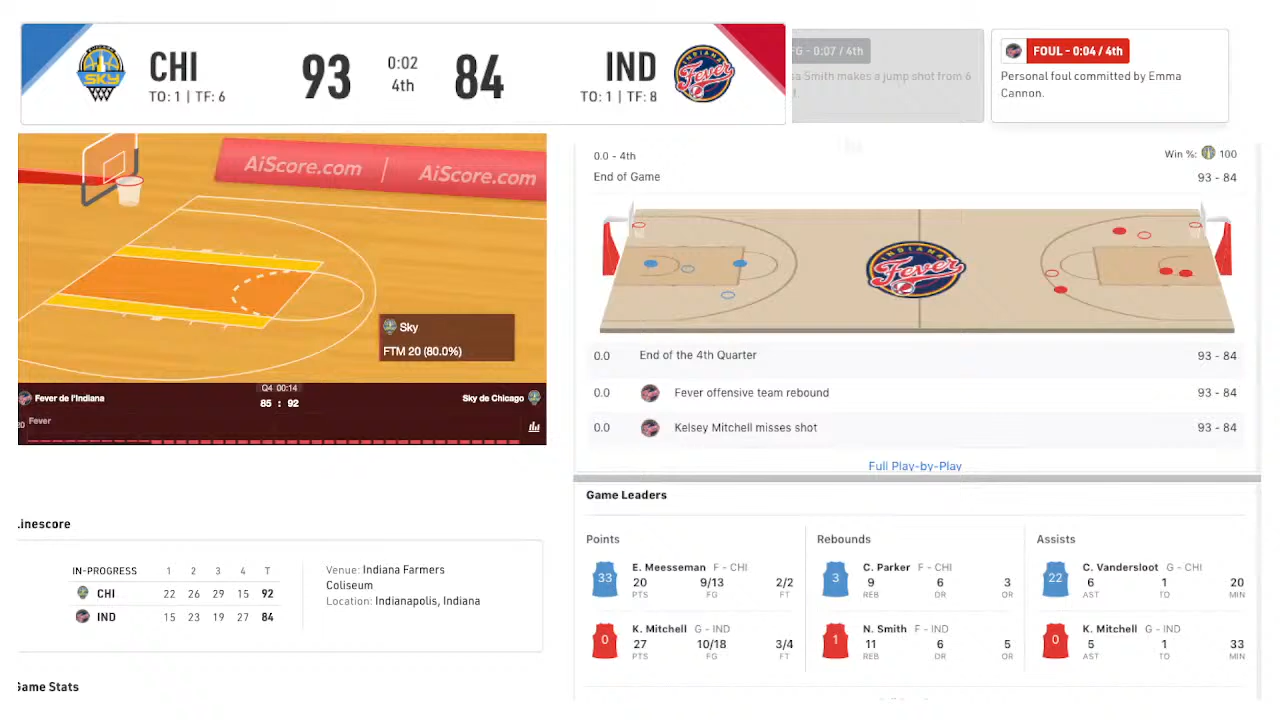 CHI
TO: 1 | TF: 6
93
0:02
4th
84
IND
TO: 1 | TF: 8
SKY
INDIANA
Fever
FG - 0:07 / 4th
sa Smith makes a jump shot from 6
FOUL - 0:04 / 4th
Personal foul committed by Emma
Cannon.
AiScore.com | AiScore.com
Sky
FTM 20 (80.0%)
Q4 00:14
Fever de l'Indiana
85 : 92
Sky de Chicago
20
Fever
0.0 - 4th
Win %: 100
End of Game
93 - 84
INDIANA
Fever
0.0 End of the 4th Quarter 93 - 84
0.0 Fever offensive team rebound 93 - 84
0.0 Kelsey Mitchell misses shot 93 - 84
Full Play-by-Play
Linescore
IN-PROGRESS 1 2 3 4 T
CHI 22 26 29 15 92
IND 15 23 19 27 84
Venue: Indiana Farmers
Coliseum
Location: Indianapolis, Indiana
Game Stats
Game Leaders
Points
33
E. Meesseman F - CHI
20 9/13 2/2
PTS FG FT
0
K. Mitchell G - IND
27 10/18 3/4
PTS FG FT
Rebounds
3
C. Parker F - CHI
9 6 3
REB DR OR
1
N. Smith F - IND
11 6 5
REB DR OR
Assists
22
C. Vandersloot G - CHI
6 1 20
AST TO MIN
0
K. Mitchell G - IND
5 1 33
AST TO MIN